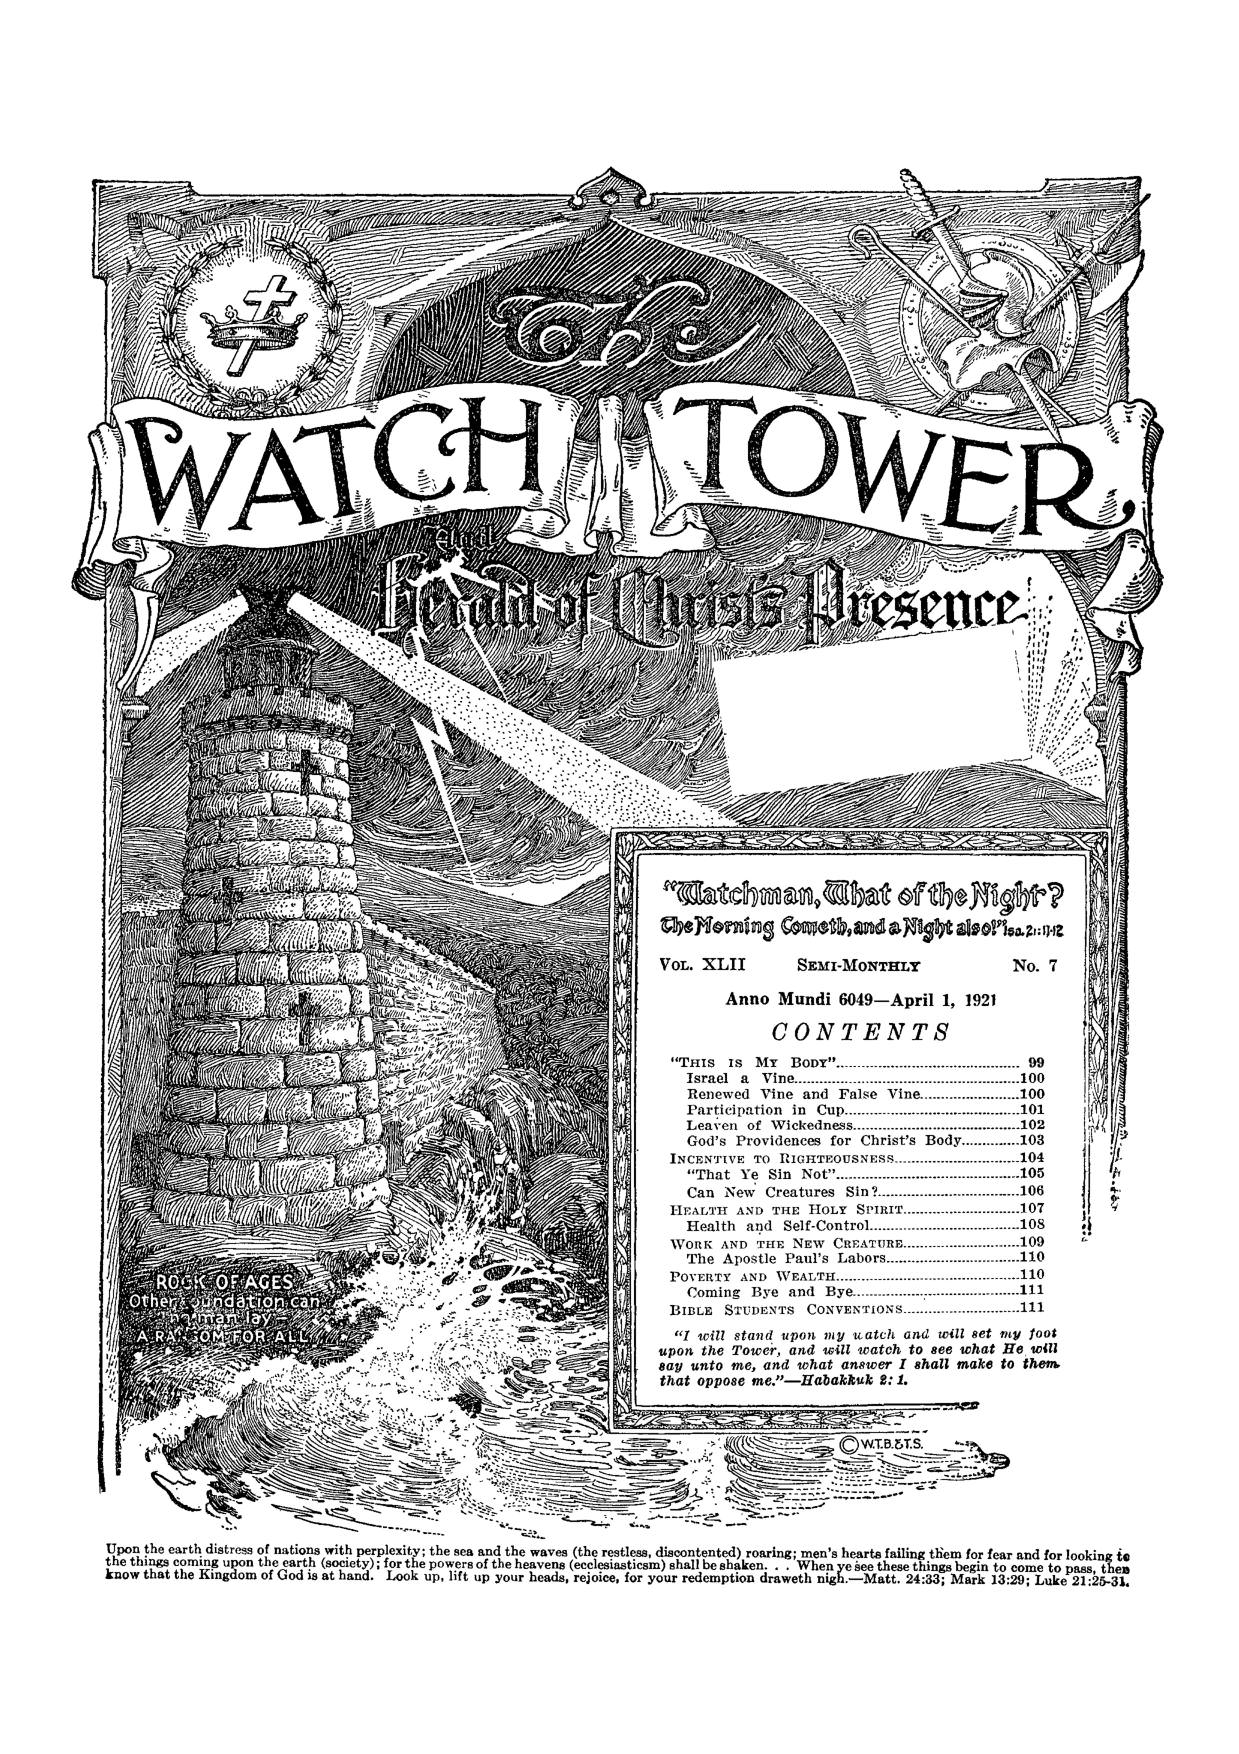 The
WATCH TOWER
And
Herald of Christ's Presence
"Watchman, What of the Night?
The Morning Cometh, and a Night also!" Isa. 21:11-12
VOL. XLII SEMI-MONTHLY No. 7
Anno Mundi 6049—April 1, 1921
CONTENTS
"THIS IS MY BODY" 99
Israel a Vine 100
Renewed Vine and False Vine 100
Participation in Cup 101
Leaven of Wickedness 102
God's Providences for Christ's Body 103
INCENTIVE TO RIGHTEOUSNESS 104
"That Ye Sin Not" 105
Can New Creatures Sin? 106
HEALTH AND THE HOLY SPIRIT 107
Health and Self-Control 108
WORK AND THE NEW CREATURE 109
The Apostle Paul's Labors 110
POVERTY AND WEALTH 110
Coming Bye and Bye 111
BIBLE STUDENTS CONVENTIONS 111
"I will stand upon my watch and will set my foot
upon the Tower, and will watch to see what He will
say unto me, and what answer I shall make to them
that oppose me."—Habakkuk 2:1.
ROCK OF AGES
Other foundation can
no man lay—
A RANSOM FOR ALL
©W.T.B.&T.S.
Upon the earth distress of nations with perplexity; the sea and the waves (the restless, discontented) roaring; men's hearts failing them for fear and for looking to
the things coming upon the earth (society); for the powers of the heavens (ecclesiasticsm) shall be shaken. . . When ye see these things begin to come to pass, then
know that the Kingdom of God is at hand. Look up, lift up your heads, rejoice, for your redemption draweth nigh.—Matt. 24:33; Mark 13:29; Luke 21:25-31.